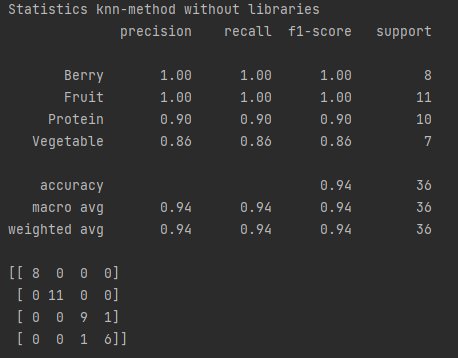 Statistics knn-method without libraries
              precision    recall  f1-score   support

       Berry       1.00      1.00      1.00         8
       Fruit       1.00      1.00      1.00        11
     Protein       0.90      0.90      0.90        10
   Vegetable       0.86      0.86      0.86         7

    accuracy                           0.94        36
   macro avg       0.94      0.94      0.94        36
weighted avg       0.94      0.94      0.94        36

[[ 8  0  0  0]
 [ 0 11  0  0]
 [ 0  0  9  1]
 [ 0  0  1  6]]